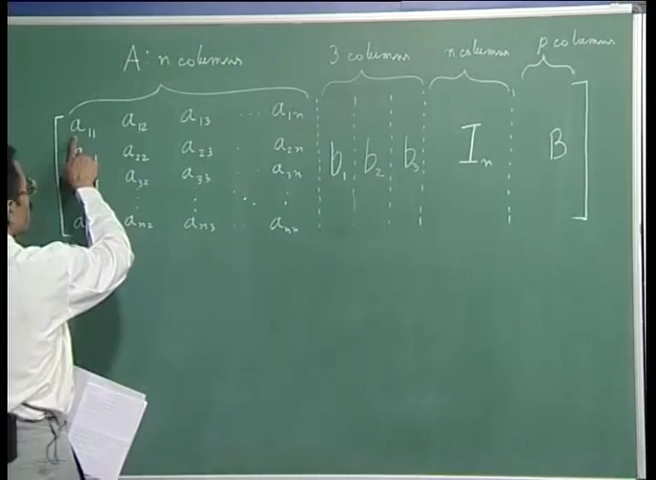 A: n columns 3 columns n columns p columns
a₁₁ a₁₂ a₁₃ ⋯ a₁ₙ
a₂₂ a₂₃ ⋯ a₂ₙ b₁ b₂ b₃ Iₙ B
a₃₂ a₃₃ ⋯ a₃ₙ
⋮ ⋮ ⋱ ⋮
aₙ₂ aₙ₃ ⋯ aₙₙ